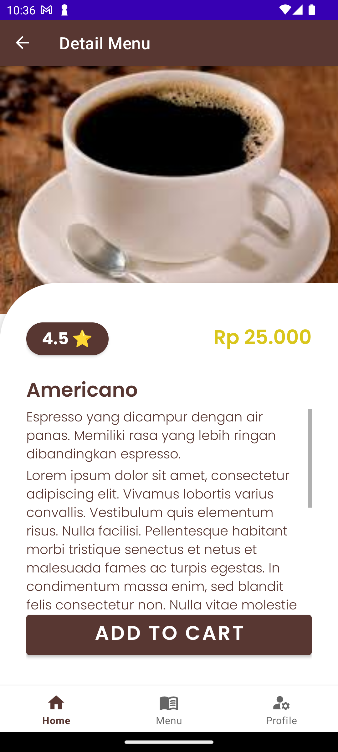 10:36
Detail Menu
4.5
Rp 25.000
Americano
Espresso yang dicampur dengan air
panas. Memiliki rasa yang lebih ringan
dibandingkan espresso.
Lorem ipsum dolor sit amet, consectetur
adipiscing elit. Vivamus lobortis varius
convallis. Vestibulum quis elementum
risus. Nulla facilisi. Pellentesque habitant
morbi tristique senectus et netus et
malesuada fames ac turpis egestas. In
condimentum massa enim, sed blandit
felis consectetur non. Nulla vitae molestie
ADD TO CART
Home
Menu
Profile